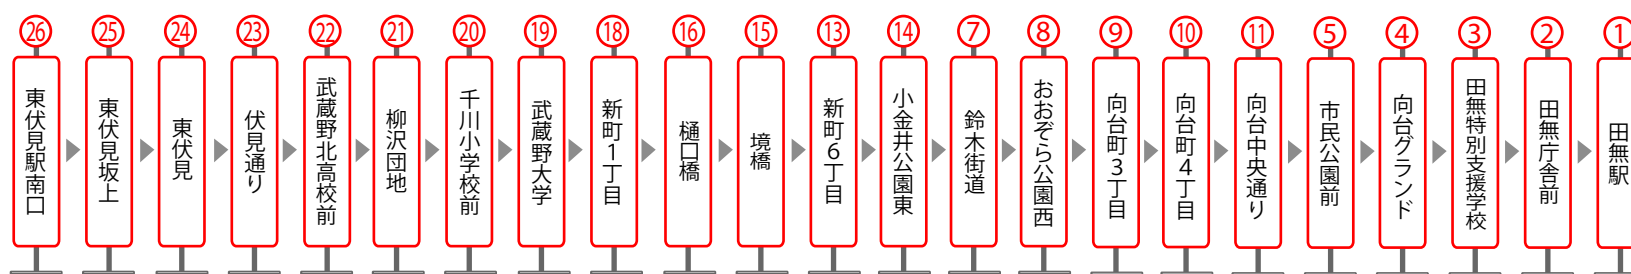 26
東伏見駅南口
25
東伏見坂上
24
東伏見
23
伏見通り
22
武蔵野北高校前
21
柳沢団地
20
千川小学校前
19
武蔵野大学
18
新町1丁目
16
樋口橋
15
境橋
13
新町6丁目
14
小金井公園東
7
鈴木街道
8
おおぞら公園西
9
向台町3丁目
10
向台町4丁目
11
向台中央通り
5
市民公園前
4
向台グランド
3
田無特別支援学校
2
田無庁舎前
1
田無駅